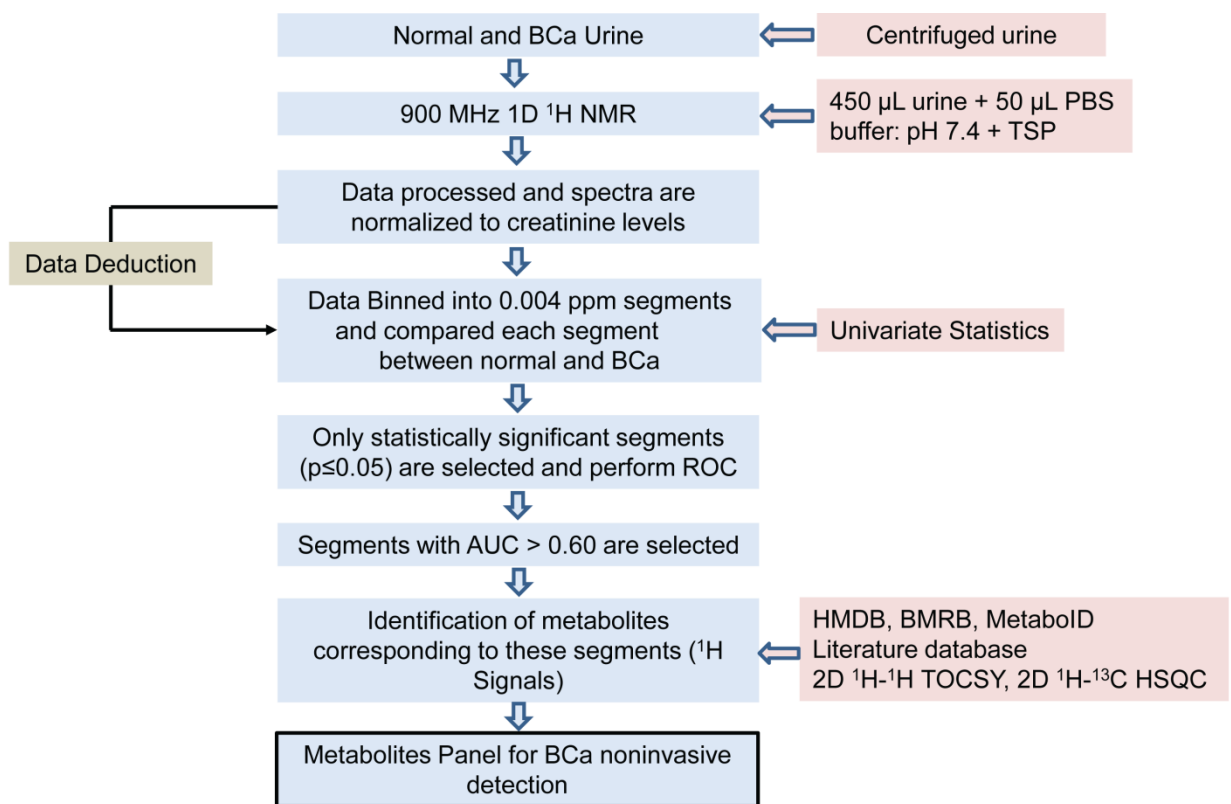 Normal and BCa Urine
Centrifuged urine
900 MHz 1D ¹H NMR
450 µL urine + 50 µL PBS
buffer: pH 7.4 + TSP
Data processed and spectra are
normalized to creatinine levels
Data Deduction
Data Binned into 0.004 ppm segments
and compared each segment
between normal and BCa
Univariate Statistics
Only statistically significant segments
(p≤0.05) are selected and perform ROC
Segments with AUC > 0.60 are selected
Identification of metabolites
corresponding to these segments (¹H
Signals)
HMDB, BMRB, MetaboID
Literature database
2D ¹H-¹H TOCSY, 2D ¹H-¹³C HSQC
Metabolites Panel for BCa noninvasive
detection